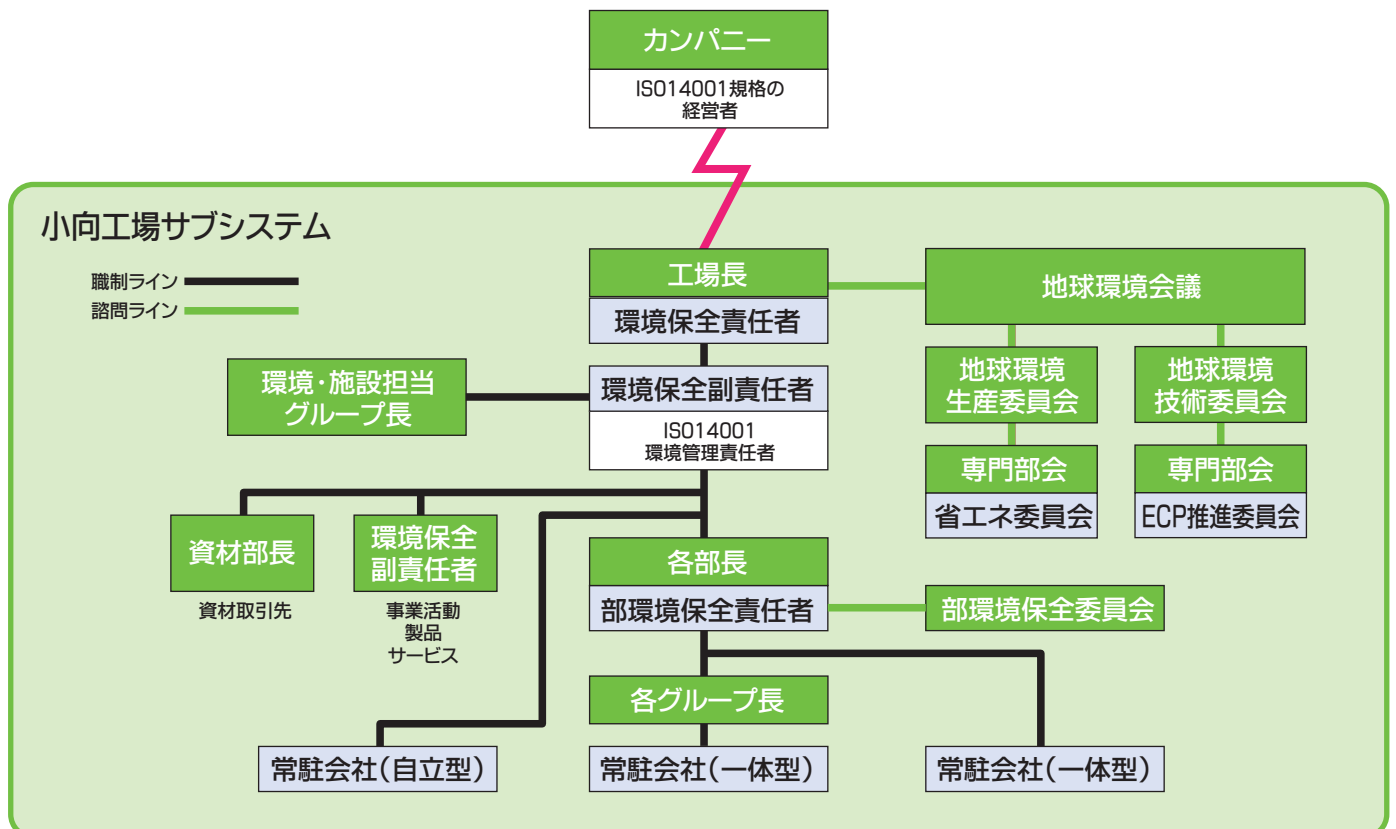 カンパニー
ISO14001規格の
経営者
小向工場サブシステム
職制ライン
諮問ライン
工場長
環境保全責任者
地球環境会議
環境・施設担当
グループ長
環境保全副責任者
ISO14001
環境管理責任者
地球環境
生産委員会
地球環境
技術委員会
専門部会
省エネ委員会
専門部会
ECP推進委員会
資材部長
資材取引先
環境保全
副責任者
事業活動
製品
サービス
各部長
部環境保全責任者
部環境保全委員会
各グループ長
常駐会社(自立型)
常駐会社(一体型)
常駐会社(一体型)